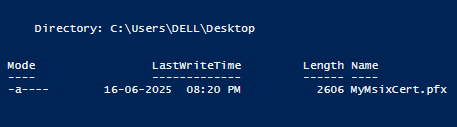 Directory: C:\Users\DELL\Desktop
Mode LastWriteTime Length Name
---- ------------- ------ ----
-a---- 16-06-2025 08:20 PM 2606 MyMsixCert.pfx